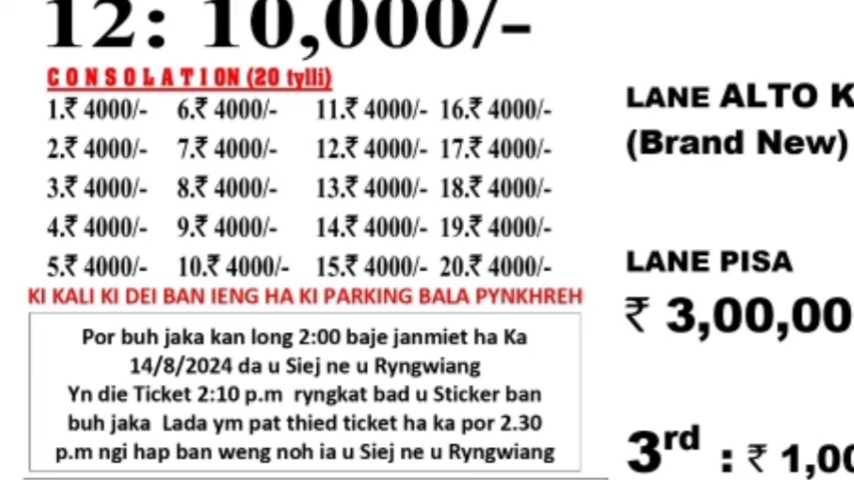 12: 10,000/-
CONSOLATION (20 tylli)
1.₹ 4000/- 6.₹ 4000/- 11.₹ 4000/- 16.₹ 4000/-
2.₹ 4000/- 7.₹ 4000/- 12.₹ 4000/- 17.₹ 4000/-
3.₹ 4000/- 8.₹ 4000/- 13.₹ 4000/- 18.₹ 4000/-
4.₹ 4000/- 9.₹ 4000/- 14.₹ 4000/- 19.₹ 4000/-
5.₹ 4000/- 10.₹ 4000/- 15.₹ 4000/- 20.₹ 4000/-
KI KALI KI DEI BAN IENG HA KI PARKING BALA PYNKHREH
Por buh jaka kan long 2:00 baje janmiet ha Ka
14/8/2024 da u Siej ne u Ryngwiang
Yn die Ticket 2:10 p.m ryngkat bad u Sticker ban
buh jaka Lada ym pat thied ticket ha ka por 2.30
p.m ngi hap ban weng noh ia u Siej ne u Ryngwiang
LANE ALTO K
(Brand New)
LANE PISA
₹ 3,00,00
3rd : ₹ 1,00